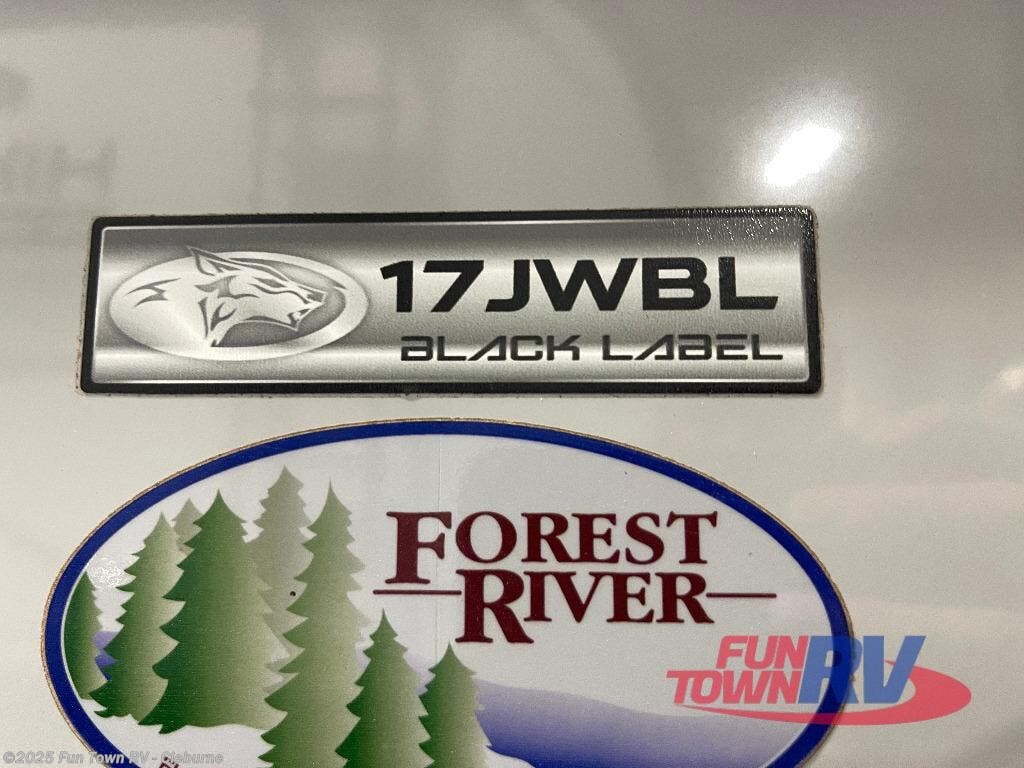 17JWBL
BLACK LABEL
FOREST
RIVER
FUN
TOWN RV
©2025 Fun Town RV - Cleburne